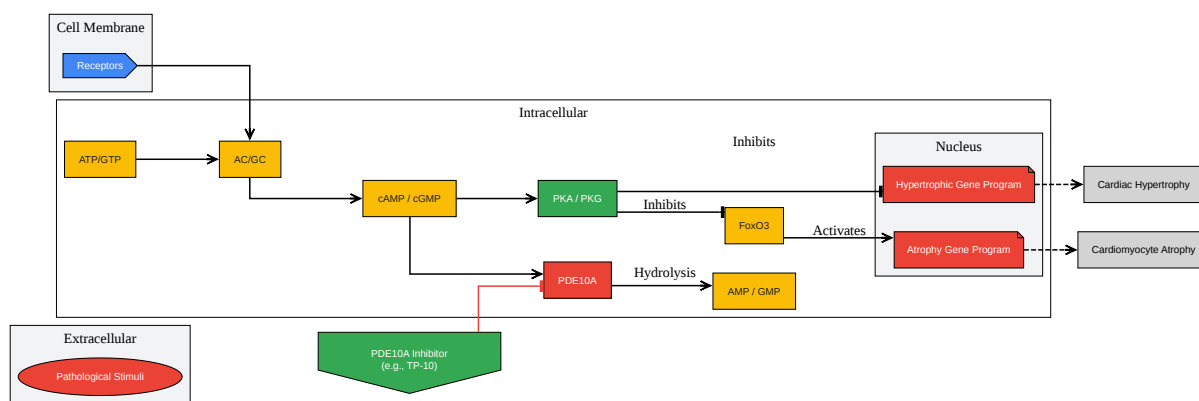 Cell Membrane
Receptors
Intracellular
Inhibits
Nucleus
ATP/GTP
AC/GC
cAMP / cGMP
PKA / PKG
Inhibits
FoxO3
Activates
Hypertrophic Gene Program
Cardiac Hypertrophy
Atrophy Gene Program
Cardiomyocyte Atrophy
PDE10A
Hydrolysis
AMP / GMP
Extracellular
Pathological Stimuli
PDE10A Inhibitor
(e.g., TP-10)